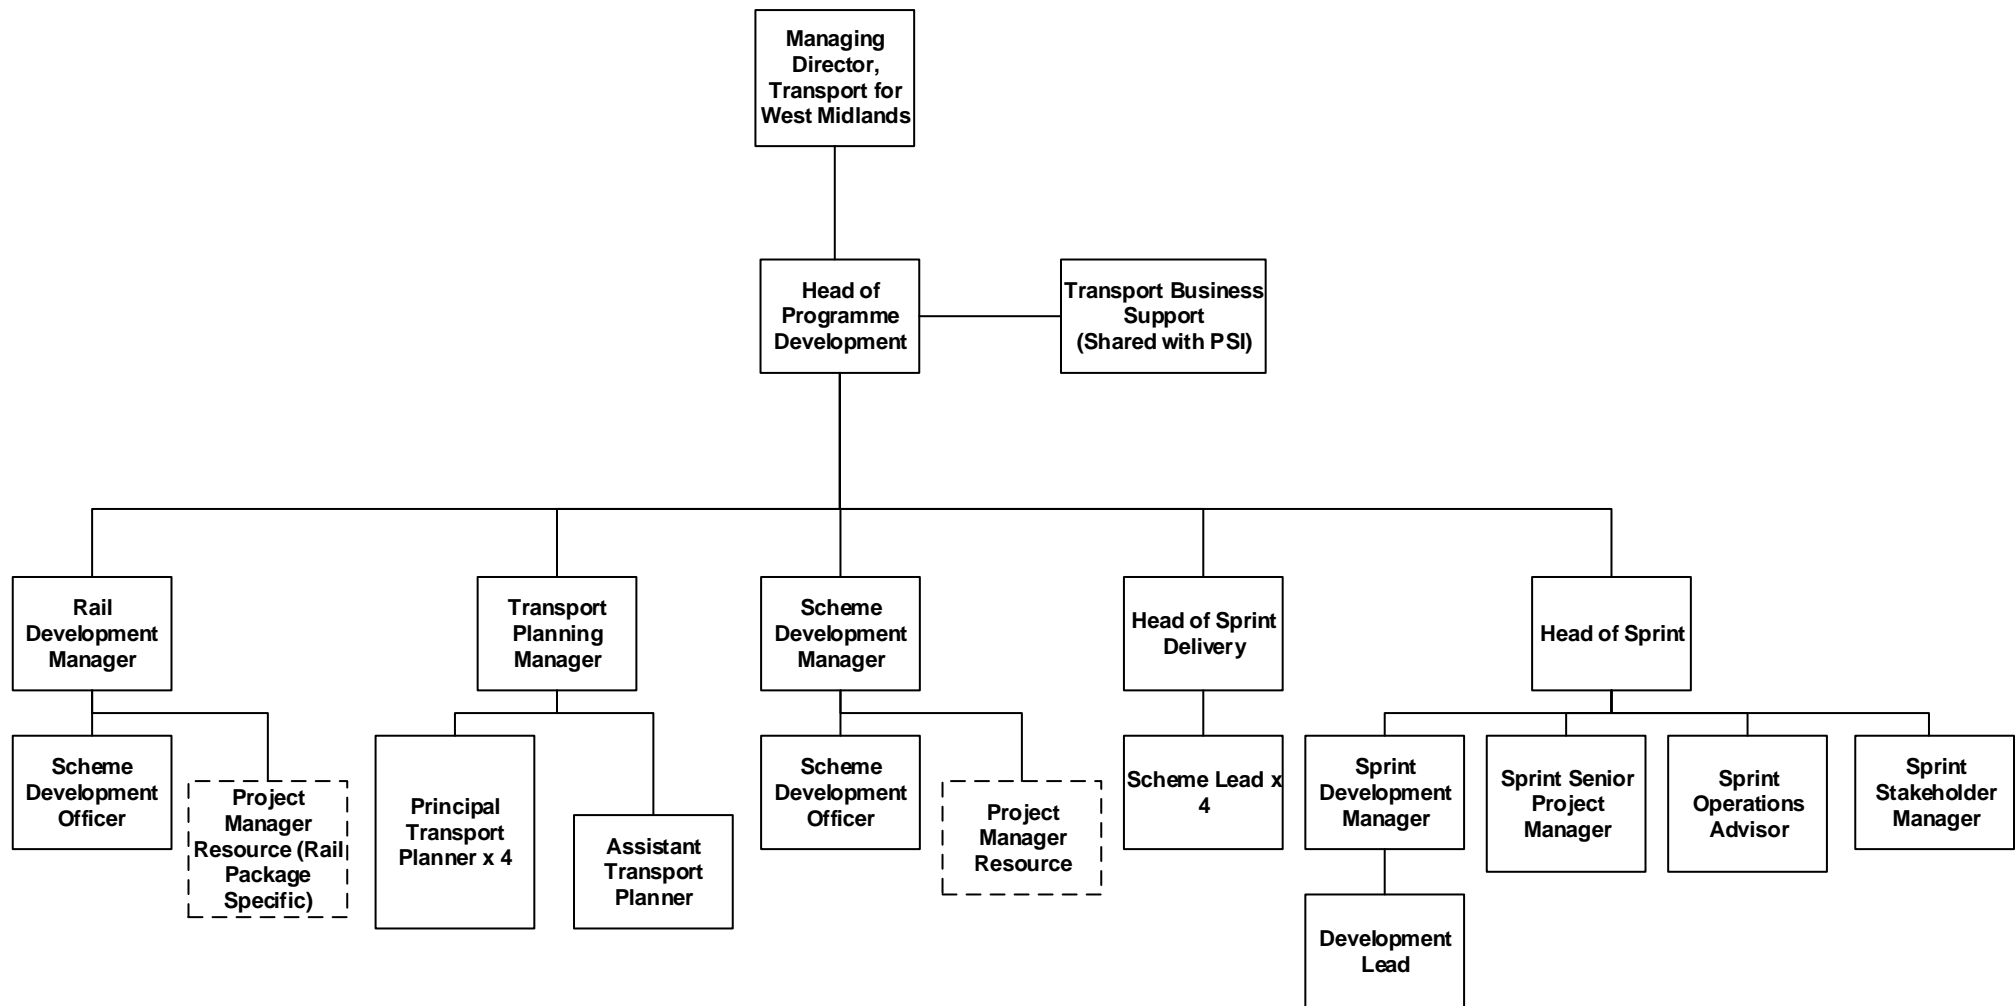 Managing
Director,
Transport for
West Midlands
Head of
Programme
Development
Transport Business
Support
(Shared with PSI)
Rail
Development
Manager
Transport
Planning
Manager
Scheme
Development
Manager
Head of Sprint
Delivery
Head of Sprint
Scheme
Development
Officer
Project
Manager
Resource (Rail
Package
Specific)
Principal
Transport
Planner x 4
Assistant
Transport
Planner
Scheme
Development
Officer
Project
Manager
Resource
Scheme Lead x
4
Sprint
Development
Manager
Sprint Senior
Project
Manager
Sprint
Operations
Advisor
Sprint
Stakeholder
Manager
Development
Lead